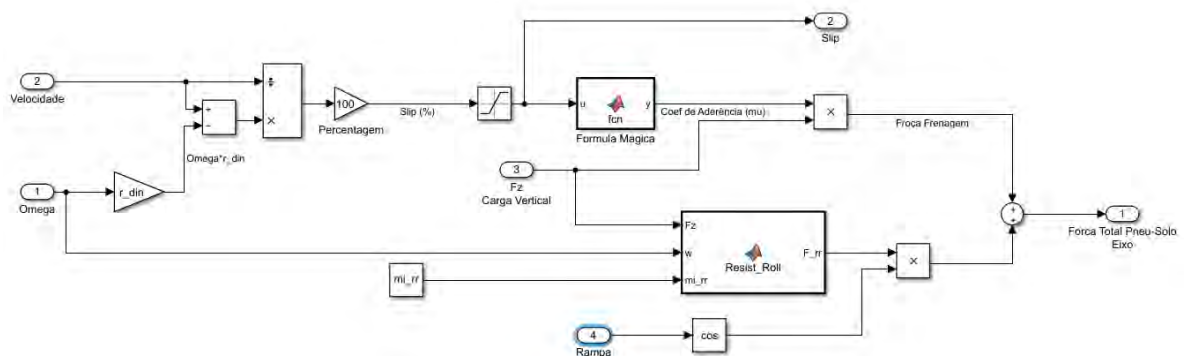 2
Slip
2
Velocidade
÷
×
+
−
100
Percentagem
Slip (%)
u
fcn
y
Formula Magica
Coef de Aderência (mu)
×
Froça Frenagem
Omega*r_din
1
Omega
r_din
3
Fz
Carga Vertical
+
+
1
Forca Total Pneu-Solo
Eixo
Fz
w
mi_rr
Resist_Roll
F_rr
×
mi_rr
4
Rampa
cos